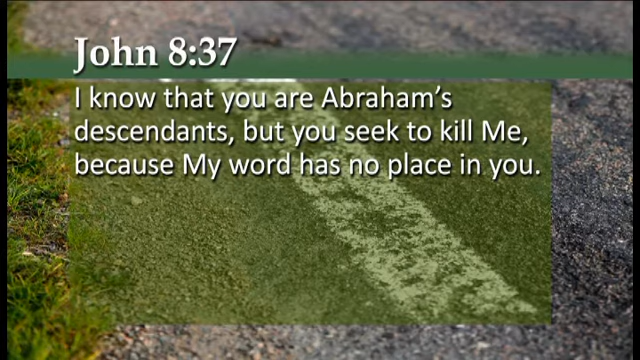 John 8:37
I know that you are Abraham's
descendants, but you seek to kill Me,
because My word has no place in you.